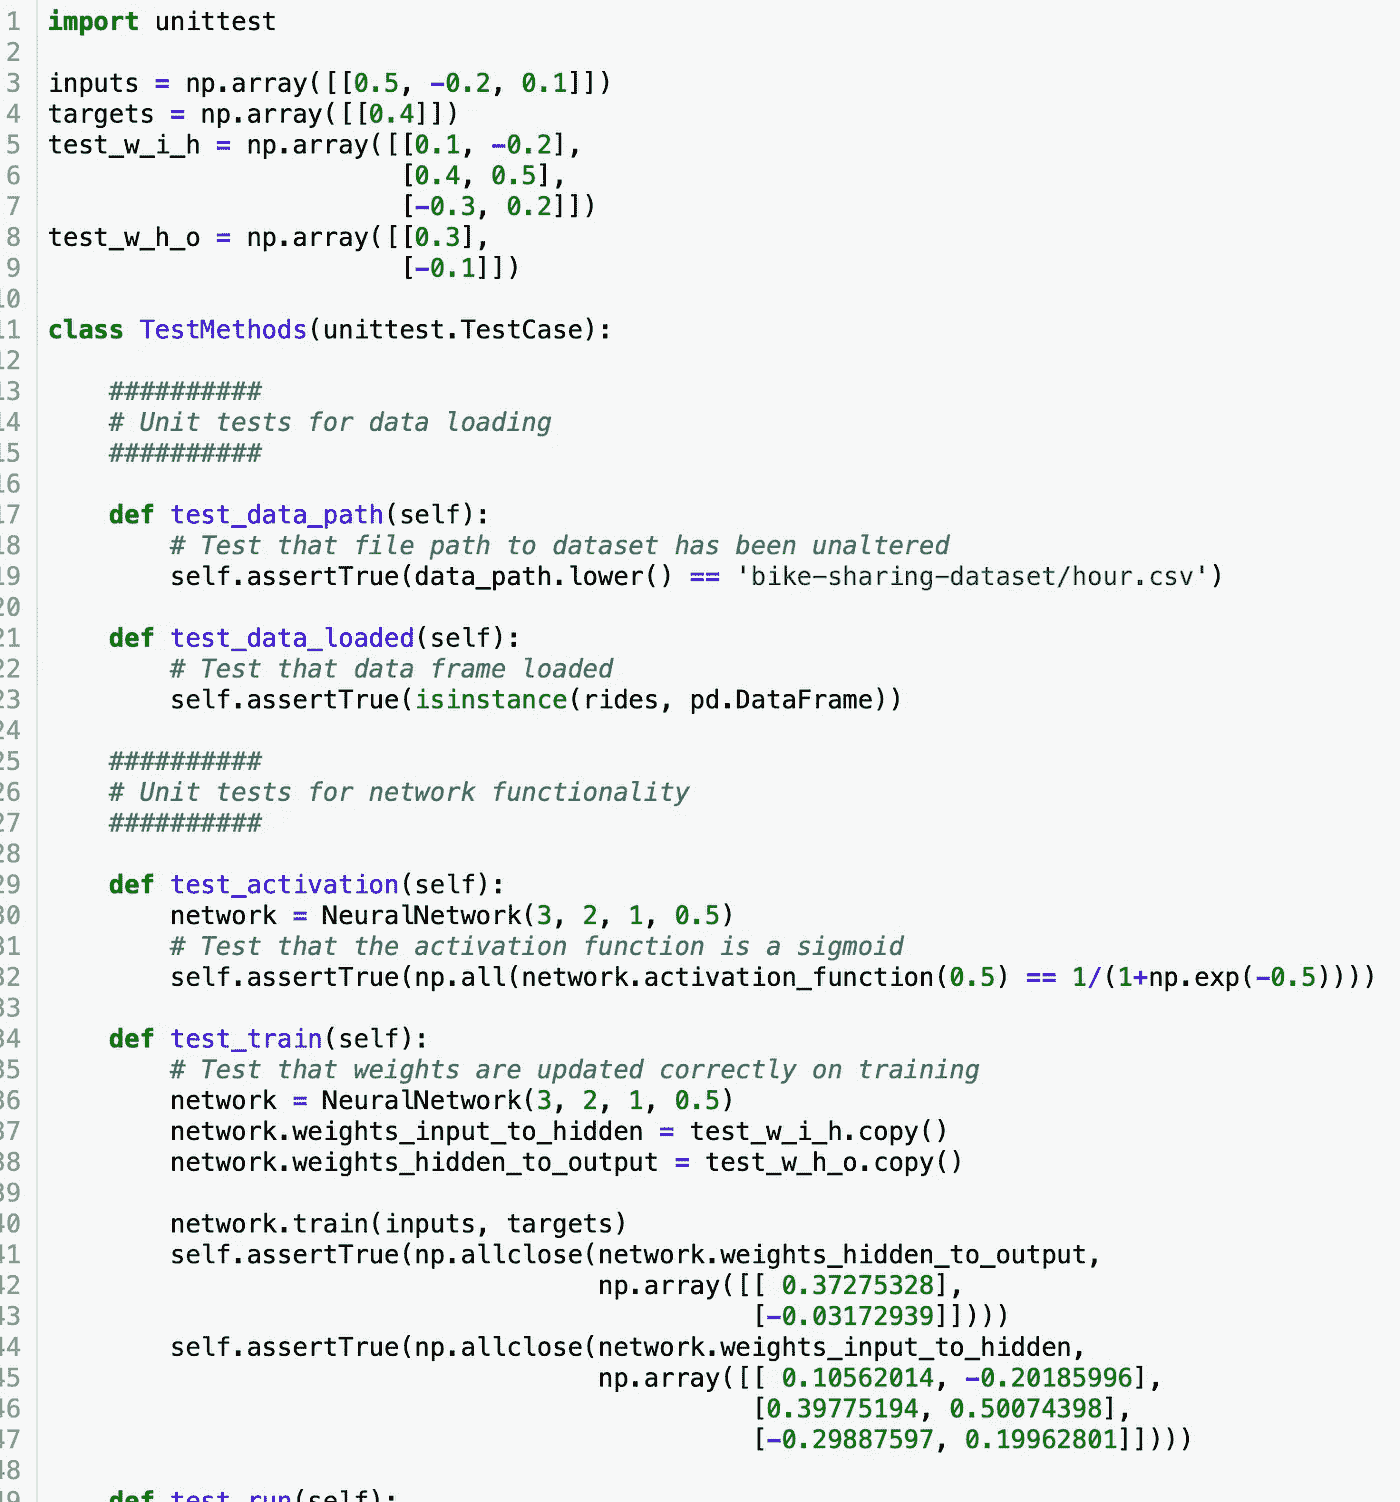 1 import unittest
2
3 inputs = np.array([[0.5, -0.2, 0.1]])
4 targets = np.array([[0.4]])
5 test_w_i_h = np.array([[0.1, -0.2],
6                        [0.4, 0.5],
7                        [-0.3, 0.2]])
8 test_w_h_o = np.array([[0.3],
9                        [-0.1]])
10
11 class TestMethods(unittest.TestCase):
12
13     ##########
14     # Unit tests for data loading
15     ##########
16
17     def test_data_path(self):
18         # Test that file path to dataset has been unaltered
19         self.assertTrue(data_path.lower() == 'bike-sharing-dataset/hour.csv')
20
21     def test_data_loaded(self):
22         # Test that data frame loaded
23         self.assertTrue(isinstance(rides, pd.DataFrame))
24
25     ##########
26     # Unit tests for network functionality
27     ##########
28
29     def test_activation(self):
30         network = NeuralNetwork(3, 2, 1, 0.5)
31         # Test that the activation function is a sigmoid
32         self.assertTrue(np.all(network.activation_function(0.5) == 1/(1+np.exp(-0.5))))
33
34     def test_train(self):
35         # Test that weights are updated correctly on training
36         network = NeuralNetwork(3, 2, 1, 0.5)
37         network.weights_input_to_hidden = test_w_i_h.copy()
38         network.weights_hidden_to_output = test_w_h_o.copy()
39
40         network.train(inputs, targets)
41         self.assertTrue(np.allclose(network.weights_hidden_to_output,
42                                     np.array([[ 0.37275328],
43                                               [-0.03172939]])))
44         self.assertTrue(np.allclose(network.weights_input_to_hidden,
45                                     np.array([[ 0.10562014, -0.20185996],
46                                               [0.39775194, 0.50074398],
47                                               [-0.29887597, 0.19962801]])))
48
49     def test_run(self):